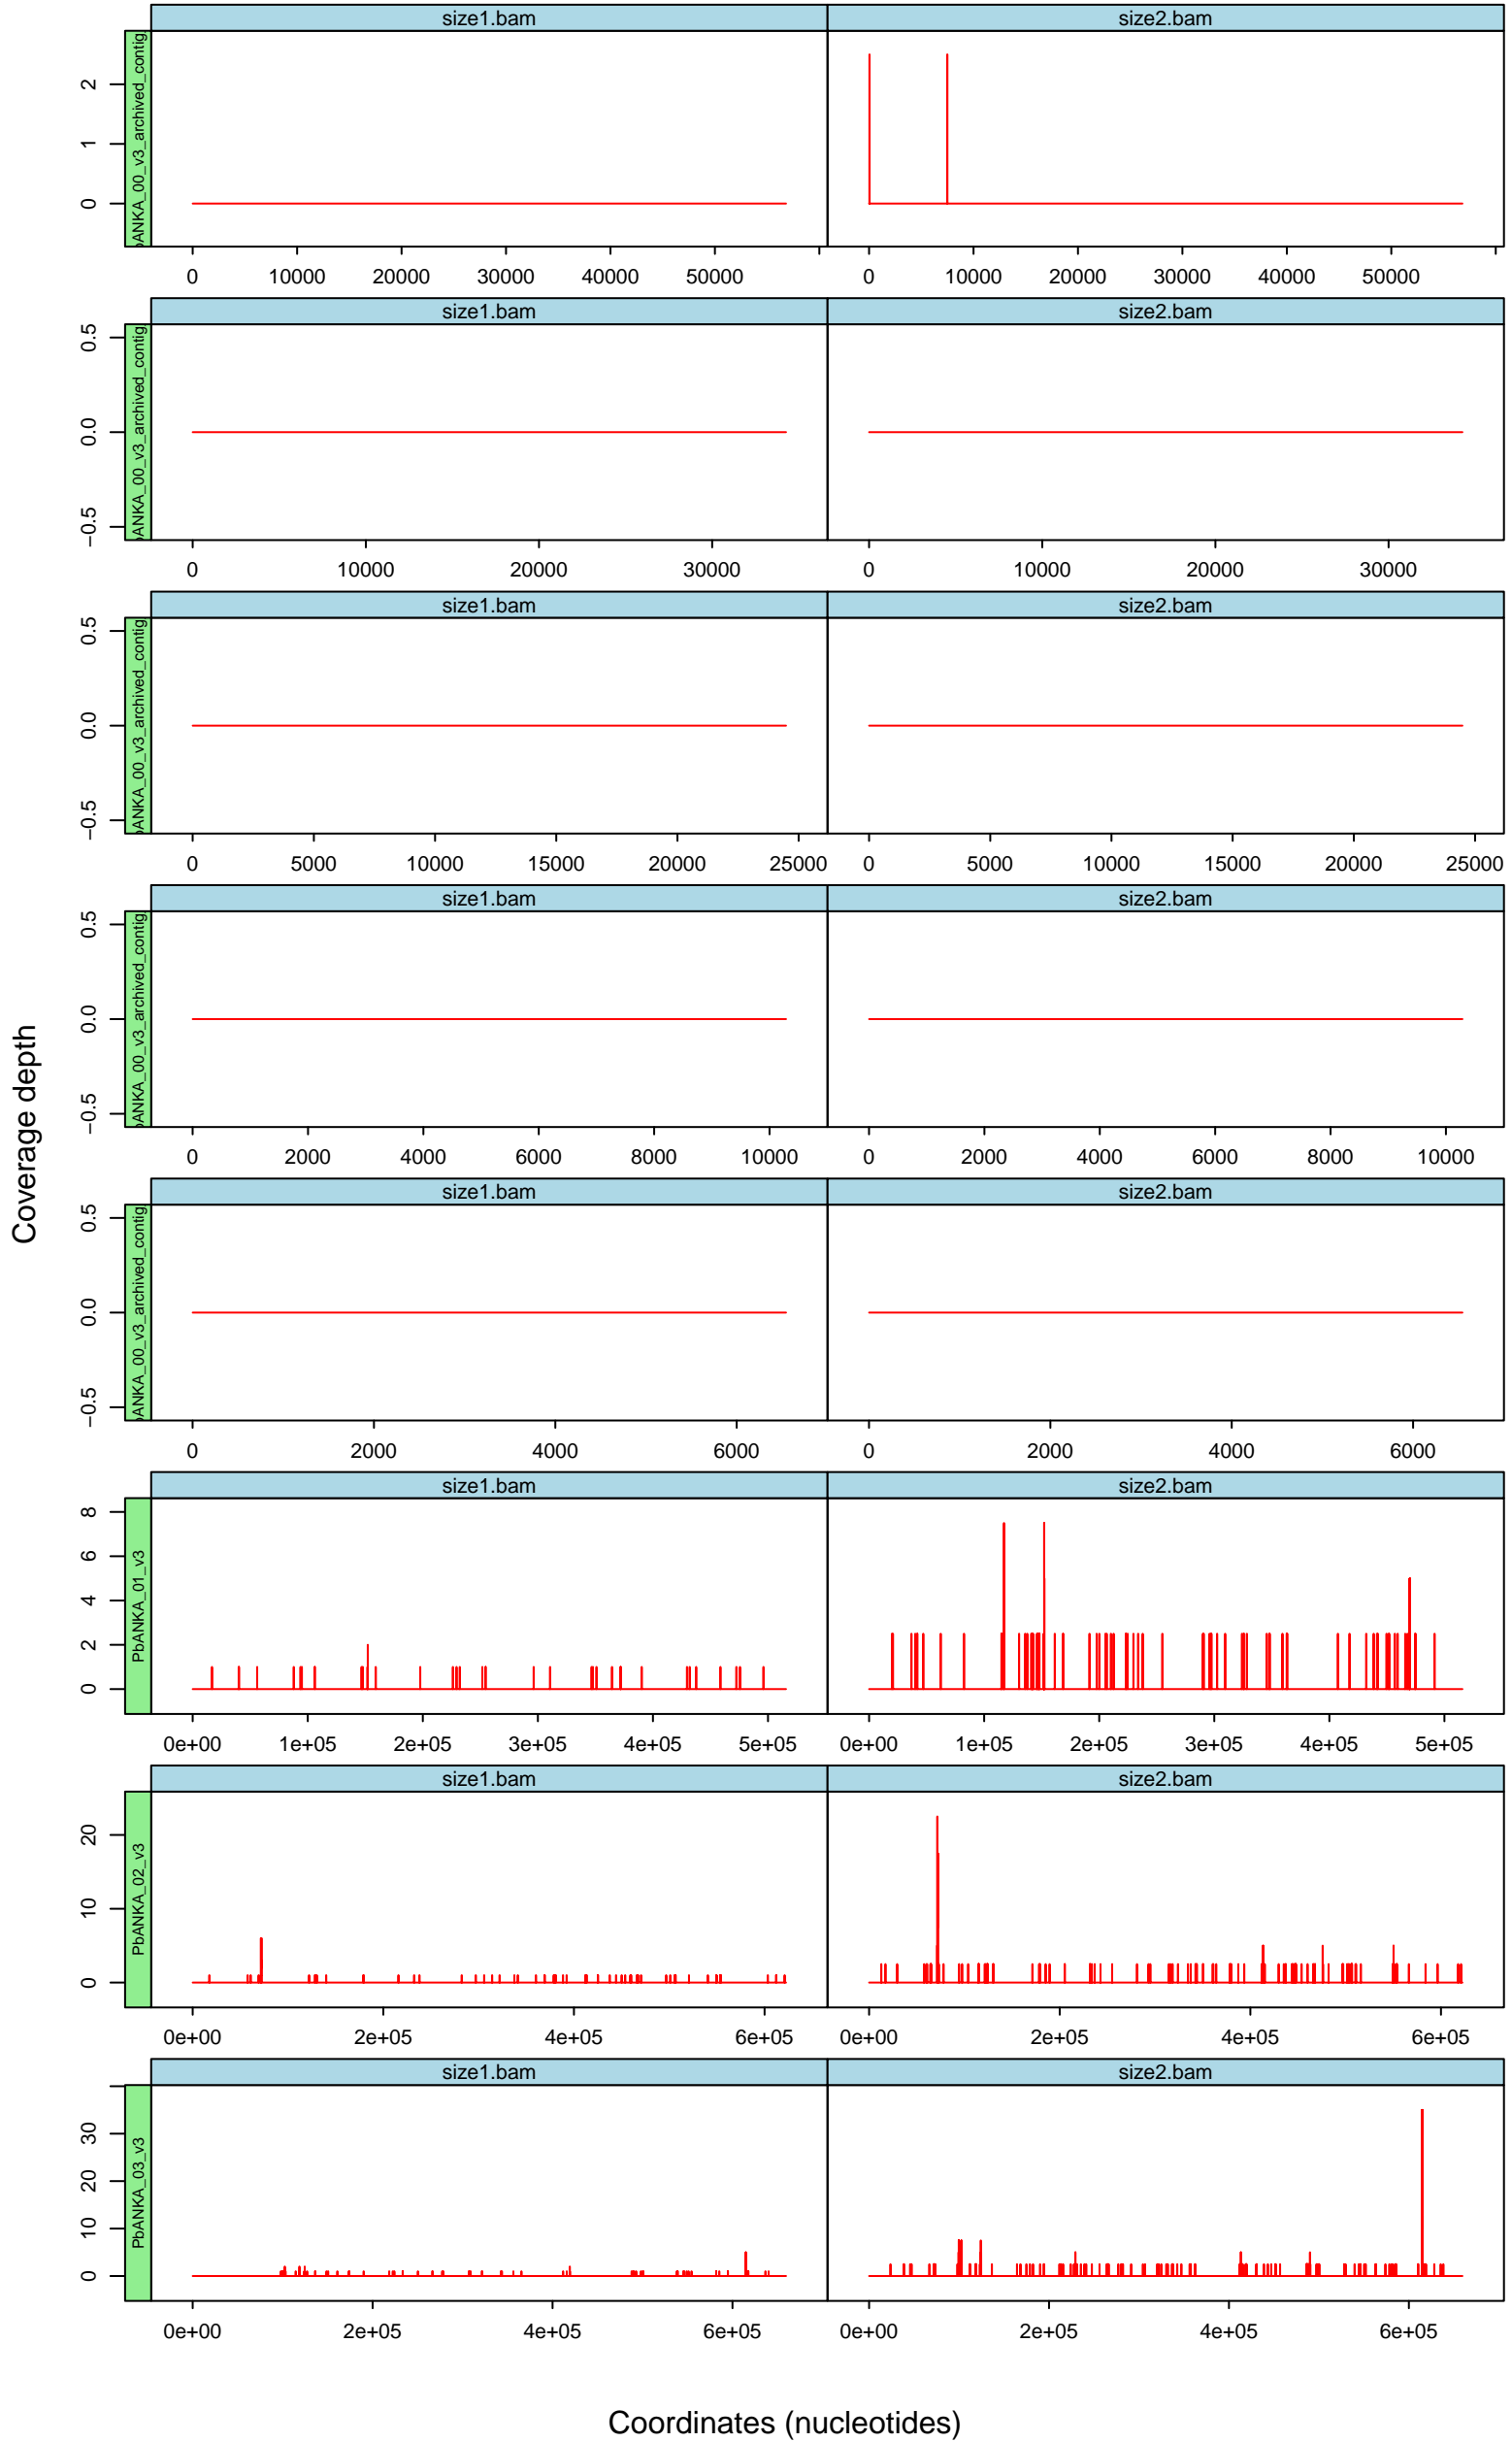 size1.bam size2.bam
ANKA_00_v3_archived_contig
0 1 2
0 10000 20000 30000 40000 50000 0 10000 20000 30000 40000 50000
size1.bam size2.bam
ANKA_00_v3_archived_contig
−0.5 0.0 0.5
0 10000 20000 30000 0 10000 20000 30000
size1.bam size2.bam
ANKA_00_v3_archived_contig
−0.5 0.0 0.5
0 5000 10000 15000 20000 25000 0 5000 10000 15000 20000 25000
size1.bam size2.bam
ANKA_00_v3_archived_contig
−0.5 0.0 0.5
0 2000 4000 6000 8000 10000 0 2000 4000 6000 8000 10000
Coverage depth
size1.bam size2.bam
ANKA_00_v3_archived_contig
−0.5 0.0 0.5
0 2000 4000 6000 0 2000 4000 6000
size1.bam size2.bam
PbANKA_01_v3
0 2 4 6 8
0e+00 1e+05 2e+05 3e+05 4e+05 5e+05 0e+00 1e+05 2e+05 3e+05 4e+05 5e+05
size1.bam size2.bam
PbANKA_02_v3
0 10 20
0e+00 2e+05 4e+05 6e+05 0e+00 2e+05 4e+05 6e+05
size1.bam size2.bam
PbANKA_03_v3
0 10 20 30
0e+00 2e+05 4e+05 6e+05 0e+00 2e+05 4e+05 6e+05
Coordinates (nucleotides)